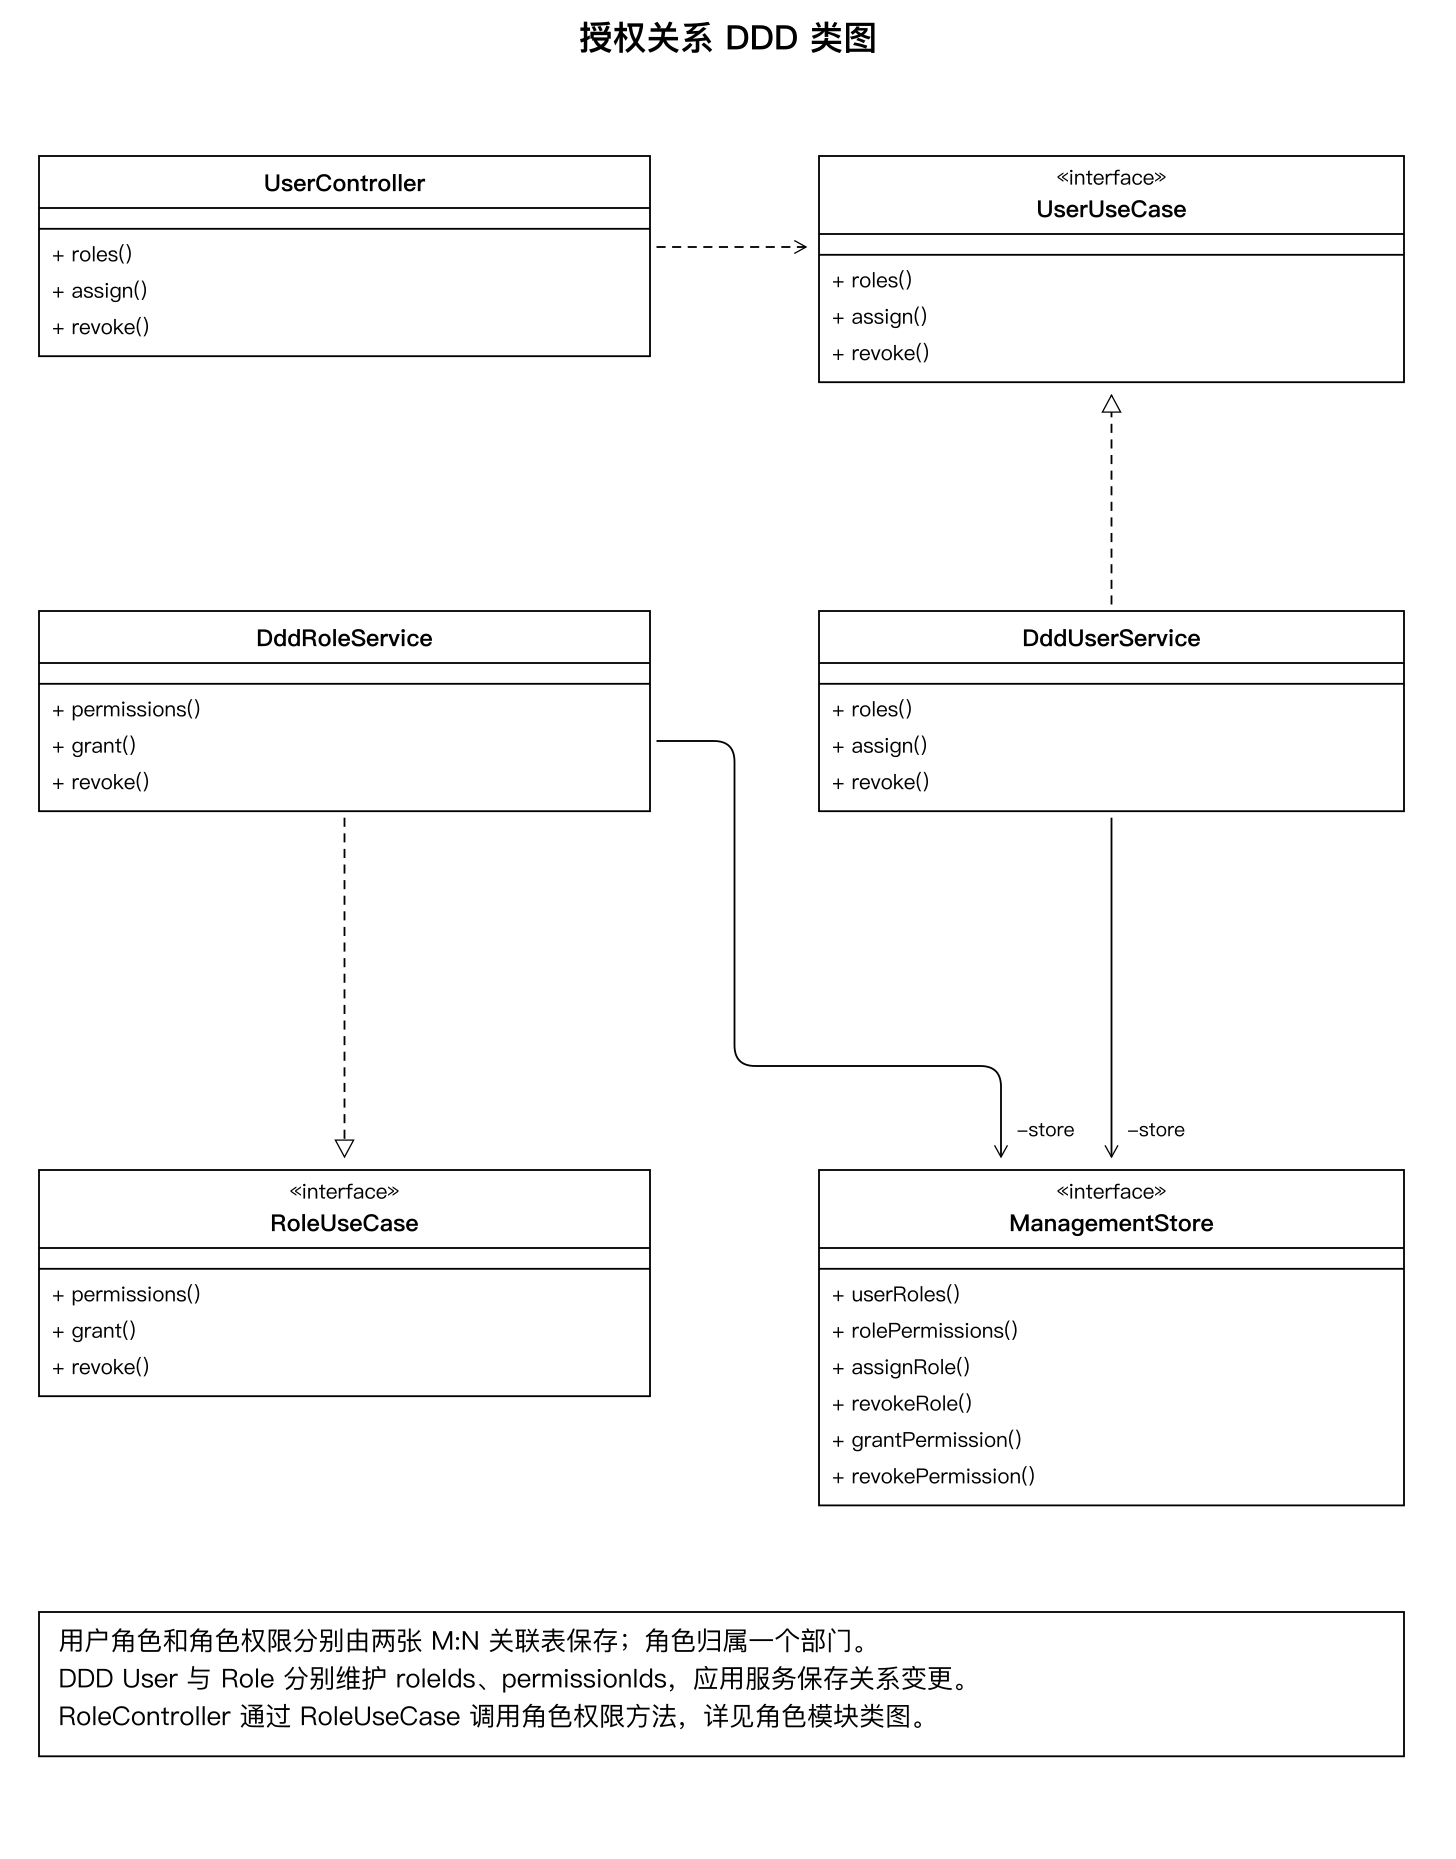 授权关系 DDD 类图
UserController
+ roles()
+ assign()
+ revoke()
«interface»
UserUseCase
+ roles()
+ assign()
+ revoke()
DddRoleService
+ permissions()
+ grant()
+ revoke()
DddUserService
+ roles()
+ assign()
+ revoke()
–store
–store
«interface»
RoleUseCase
+ permissions()
+ grant()
+ revoke()
«interface»
ManagementStore
+ userRoles()
+ rolePermissions()
+ assignRole()
+ revokeRole()
+ grantPermission()
+ revokePermission()
用户角色和角色权限分别由两张 M:N 关联表保存；角色归属一个部门。
DDD User 与 Role 分别维护 roleIds、permissionIds，应用服务保存关系变更。
RoleController 通过 RoleUseCase 调用角色权限方法，详见角色模块类图。